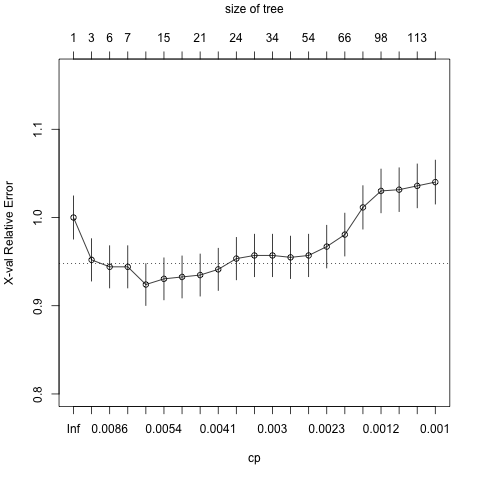 size of tree
1 3 6 7 15 21 24 34 54 66 98 113
X-val Relative Error
1.1
1.0
0.9
0.8
Inf 0.0086 0.0054 0.0041 0.003 0.0023 0.0012 0.001
cp